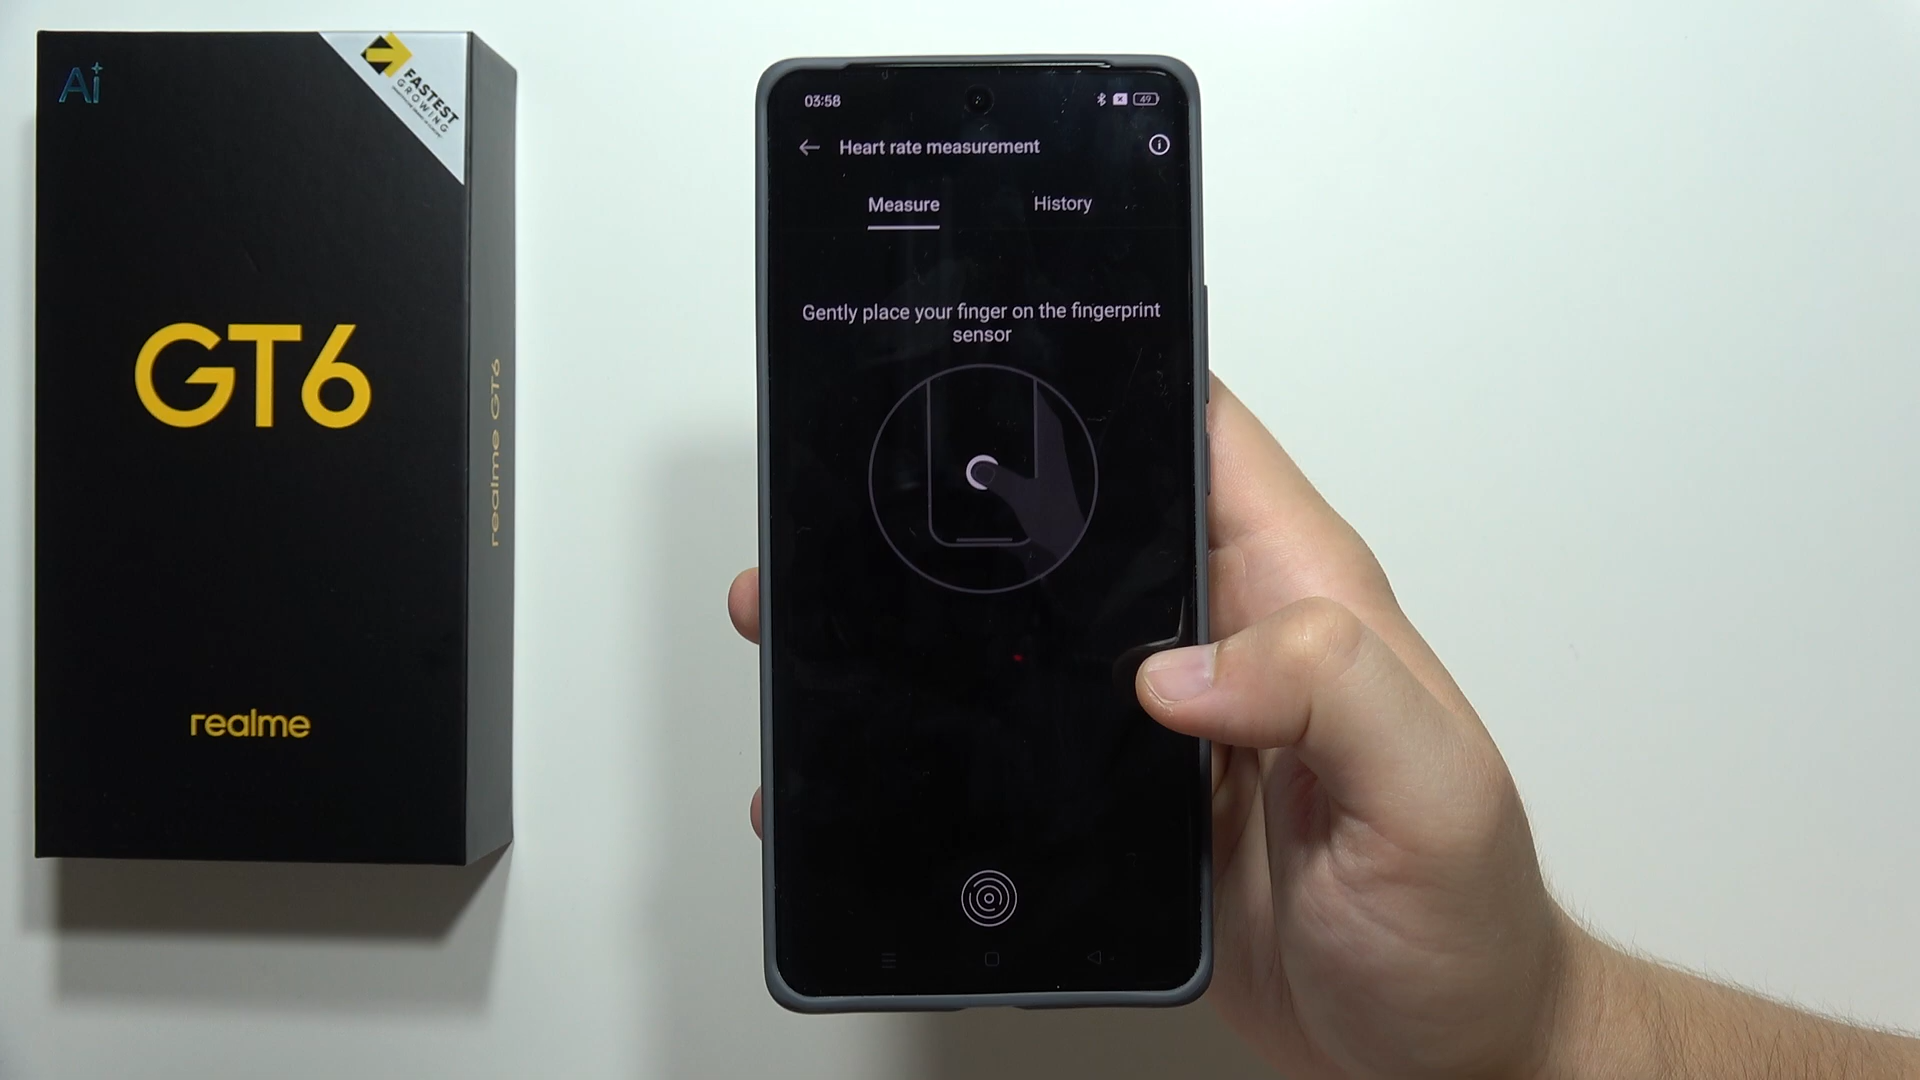 Ai
FASTEST
GROWING
GT6
realme
realme GT6
03:58
49
Heart rate measurement
Measure
History
Gently place your finger on the fingerprint
sensor